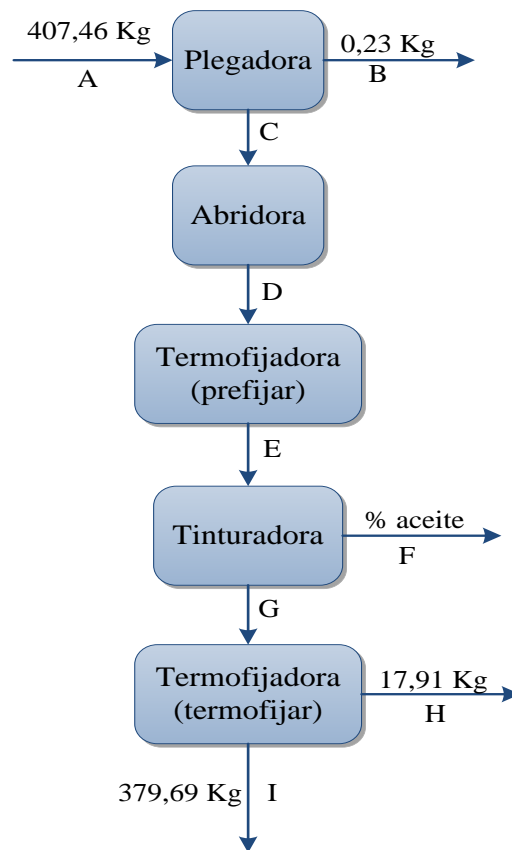 407,46 Kg
A
Plegadora
0,23 Kg
B
C
Abridora
D
Termofijadora
(prefijar)
E
Tinturadora
% aceite
F
G
Termofijadora
(termofijar)
17,91 Kg
H
379,69 Kg
I